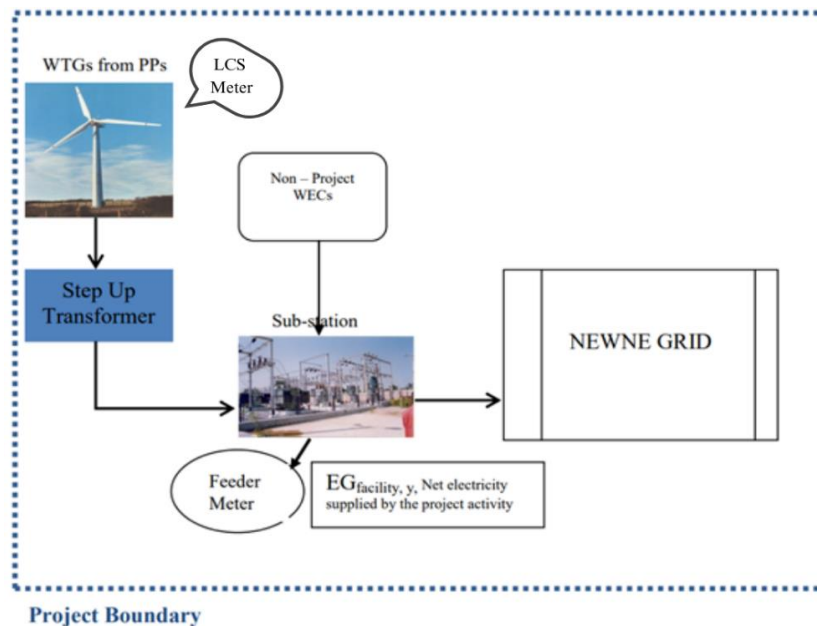 WTGs from PPs
LCS
Meter
Non – Project
WECs
Step Up
Transformer
Sub-station
NEWNE GRID
Feeder
Meter
EGfacility, y, Net electricity
supplied by the project activity
Project Boundary